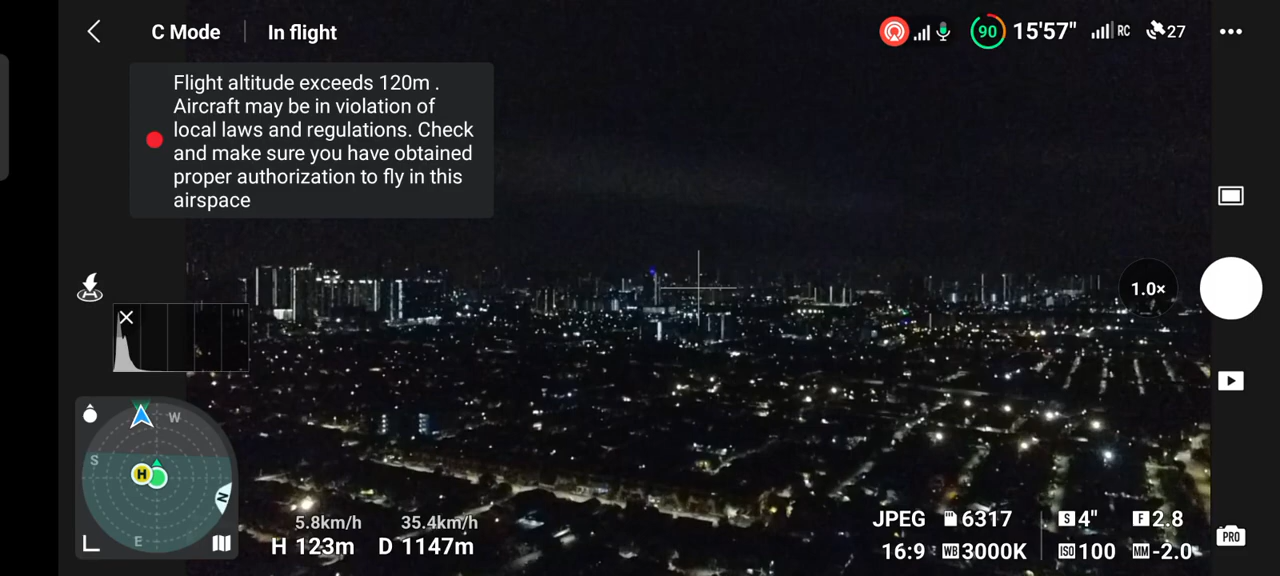 C Mode | In flight
90 15'57" RC 27
Flight altitude exceeds 120m .
Aircraft may be in violation of
local laws and regulations. Check
and make sure you have obtained
proper authorization to fly in this
airspace
1.0×
W
S
H
N
E
5.8km/h 35.4km/h
H 123m D 1147m
JPEG 6317 S 4" F 2.8
16:9 WB 3000K ISO 100 MM -2.0
PRO